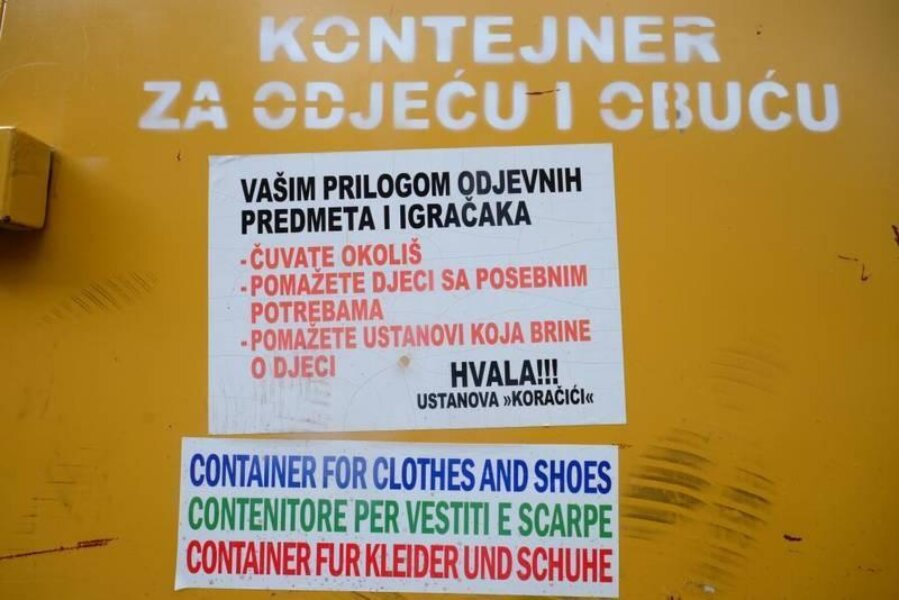 KONTEJNER
ZA ODJEĆU I OBUĆU
VAŠIM PRILOGOM ODJEVNIH
PREDMETA I IGRAČAKA
-ČUVATE OKOLIŠ
-POMAŽETE DJECI SA POSEBNIM
POTREBAMA
-POMAŽETE USTANOVI KOJA BRINE
O DJECI
HVALA!!!
USTANOVA »KORAČIĆI«
CONTAINER FOR CLOTHES AND SHOES
CONTENITORE PER VESTITI E SCARPE
CONTAINER FUR KLEIDER UND SCHUHE